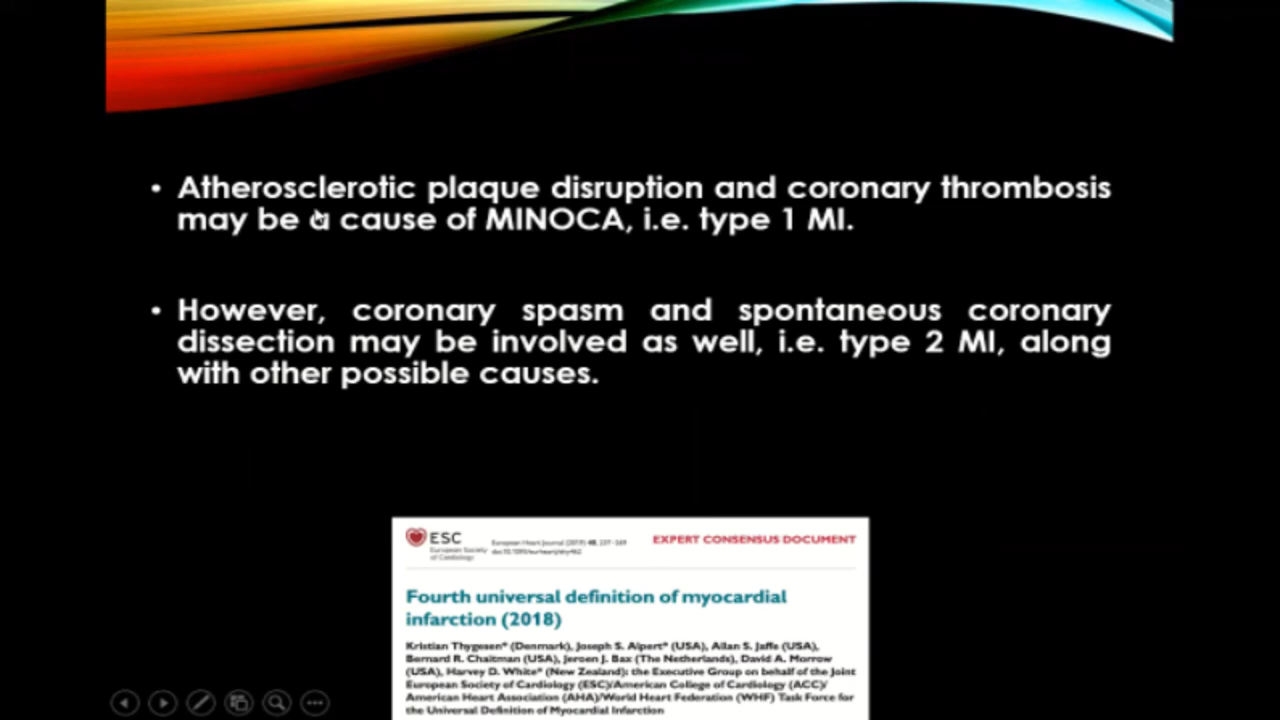 • Atherosclerotic plaque disruption and coronary thrombosis
may be a cause of MINOCA, i.e. type 1 MI.
• However, coronary spasm and spontaneous coronary
dissection may be involved as well, i.e. type 2 MI, along
with other possible causes.
ESC
European Society
of Cardiology
European Heart Journal (2019) 40, 237–269
EXPERT CONSENSUS DOCUMENT
Fourth universal definition of myocardial
infarction (2018)
Kristian Thygesen* (Denmark), Joseph S. Alpert* (USA), Allan S. Jaffe (USA),
Bernard R. Chaitman (USA), Jeroen J. Bax (The Netherlands), David A. Morrow
(USA), Harvey D. White* (New Zealand): the Executive Group on behalf of the Joint
European Society of Cardiology (ESC)/American College of Cardiology (ACC)/
American Heart Association (AHA)/World Heart Federation (WHF) Task Force for
the Universal Definition of Myocardial Infarction